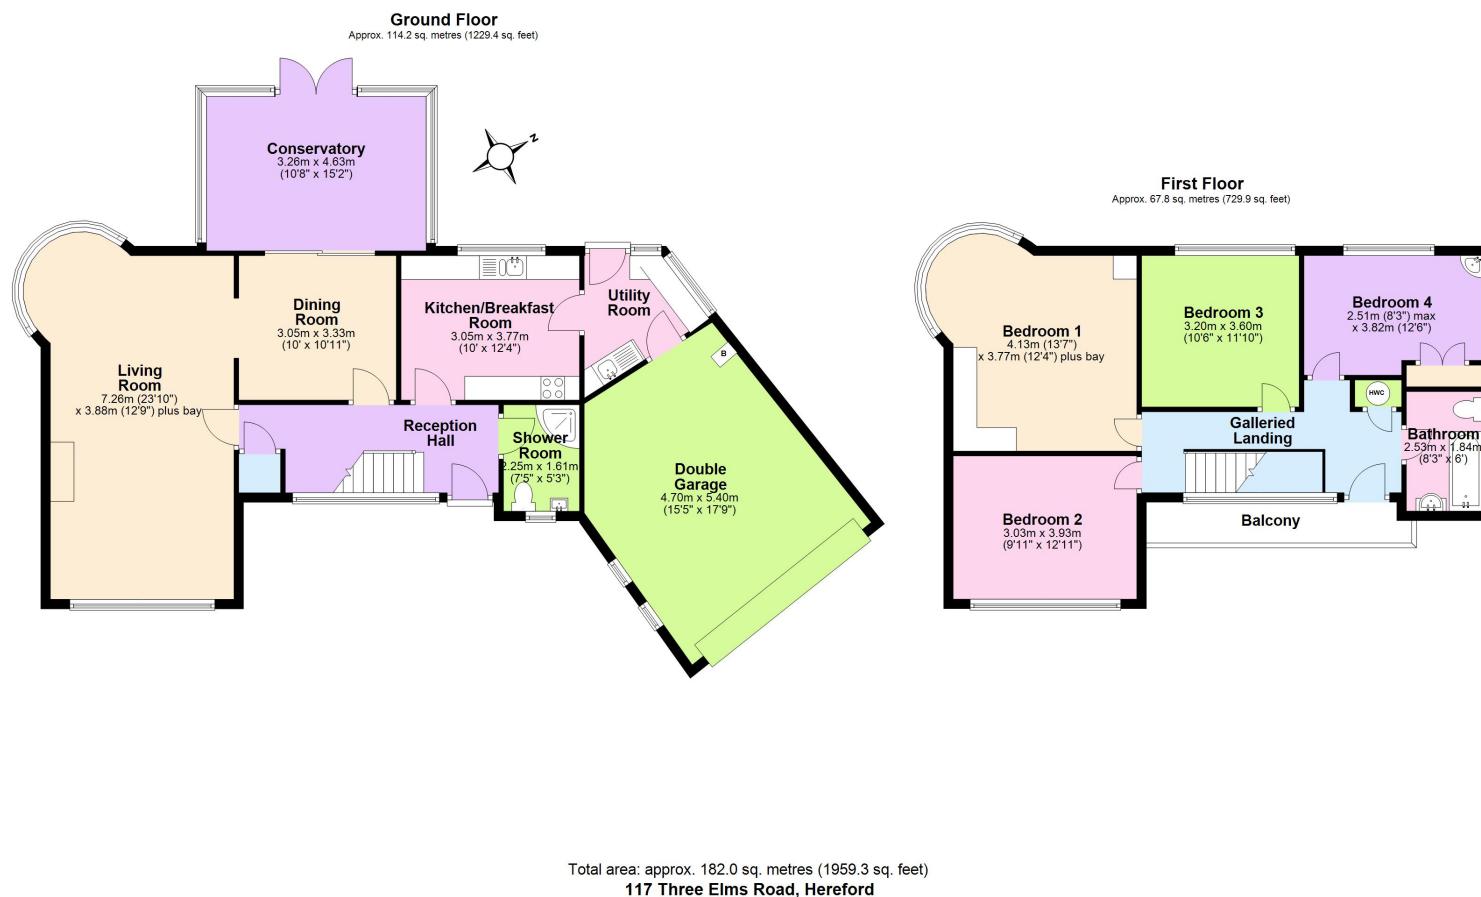 Ground Floor
Approx. 114.2 sq. metres (1229.4 sq. feet)
Conservatory
3.26m x 4.63m
(10'8" x 15'2")
N
Dining
Room
3.05m x 3.33m
(10' x 10'11")
Kitchen/Breakfast
Room
3.05m x 3.77m
(10' x 12'4")
Utility
Room
B
Living
Room
7.26m (23'10")
x 3.88m (12'9") plus bay
Reception
Hall
Shower
Room
2.25m x 1.61m
(7'5" x 5'3")
Double
Garage
4.70m x 5.40m
(15'5" x 17'9")
First Floor
Approx. 67.8 sq. metres (729.9 sq. feet)
Bedroom 1
4.13m (13'7")
x 3.77m (12'4") plus bay
Bedroom 3
3.20m x 3.60m
(10'6" x 11'10")
Bedroom 4
2.51m (8'3") max
x 3.82m (12'6")
HWC
Galleried
Landing
Bathroom
2.53m x 1.84m
(8'3" x 6')
Bedroom 2
3.03m x 3.93m
(9'11" x 12'11")
Balcony
Total area: approx. 182.0 sq. metres (1959.3 sq. feet)
117 Three Elms Road, Hereford